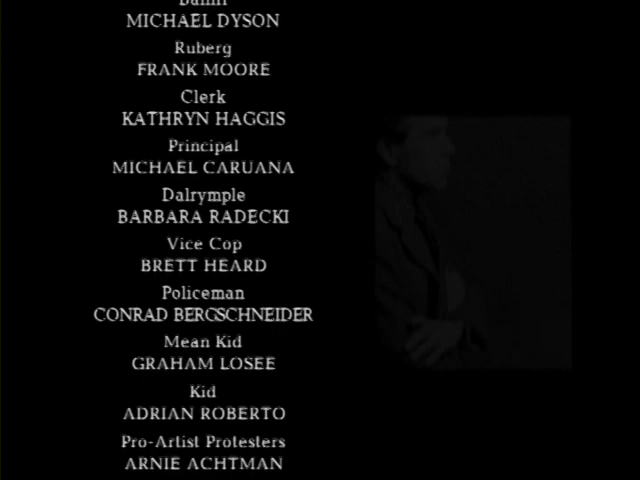 MICHAEL DYSON
Ruberg
FRANK MOORE
Clerk
KATHRYN HAGGIS
Principal
MICHAEL CARUANA
Dalrymple
BARBARA RADECKI
Vice Cop
BRETT HEARD
Policeman
CONRAD BERGSCHNEIDER
Mean Kid
GRAHAM LOSEE
Kid
ADRIAN ROBERTO
Pro-Artist Protesters
ARNIE ACHTMAN